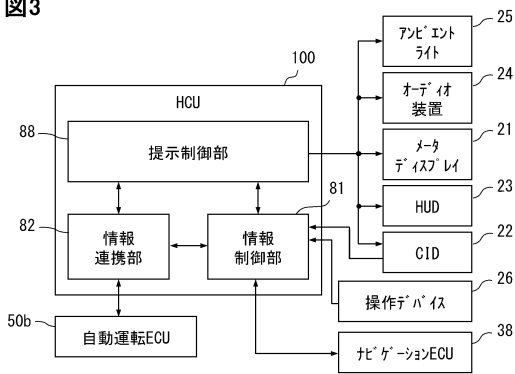 図3
100
HCU
88
提示制御部
82
情報
連携部
81
情報
制御部
50b
自動運転ECU
25
アンビエント
ライト
24
オーディオ
装置
21
メータ
ディスプレイ
23
HUD
22
CID
26
操作デバイス
38
ナビゲーションECU